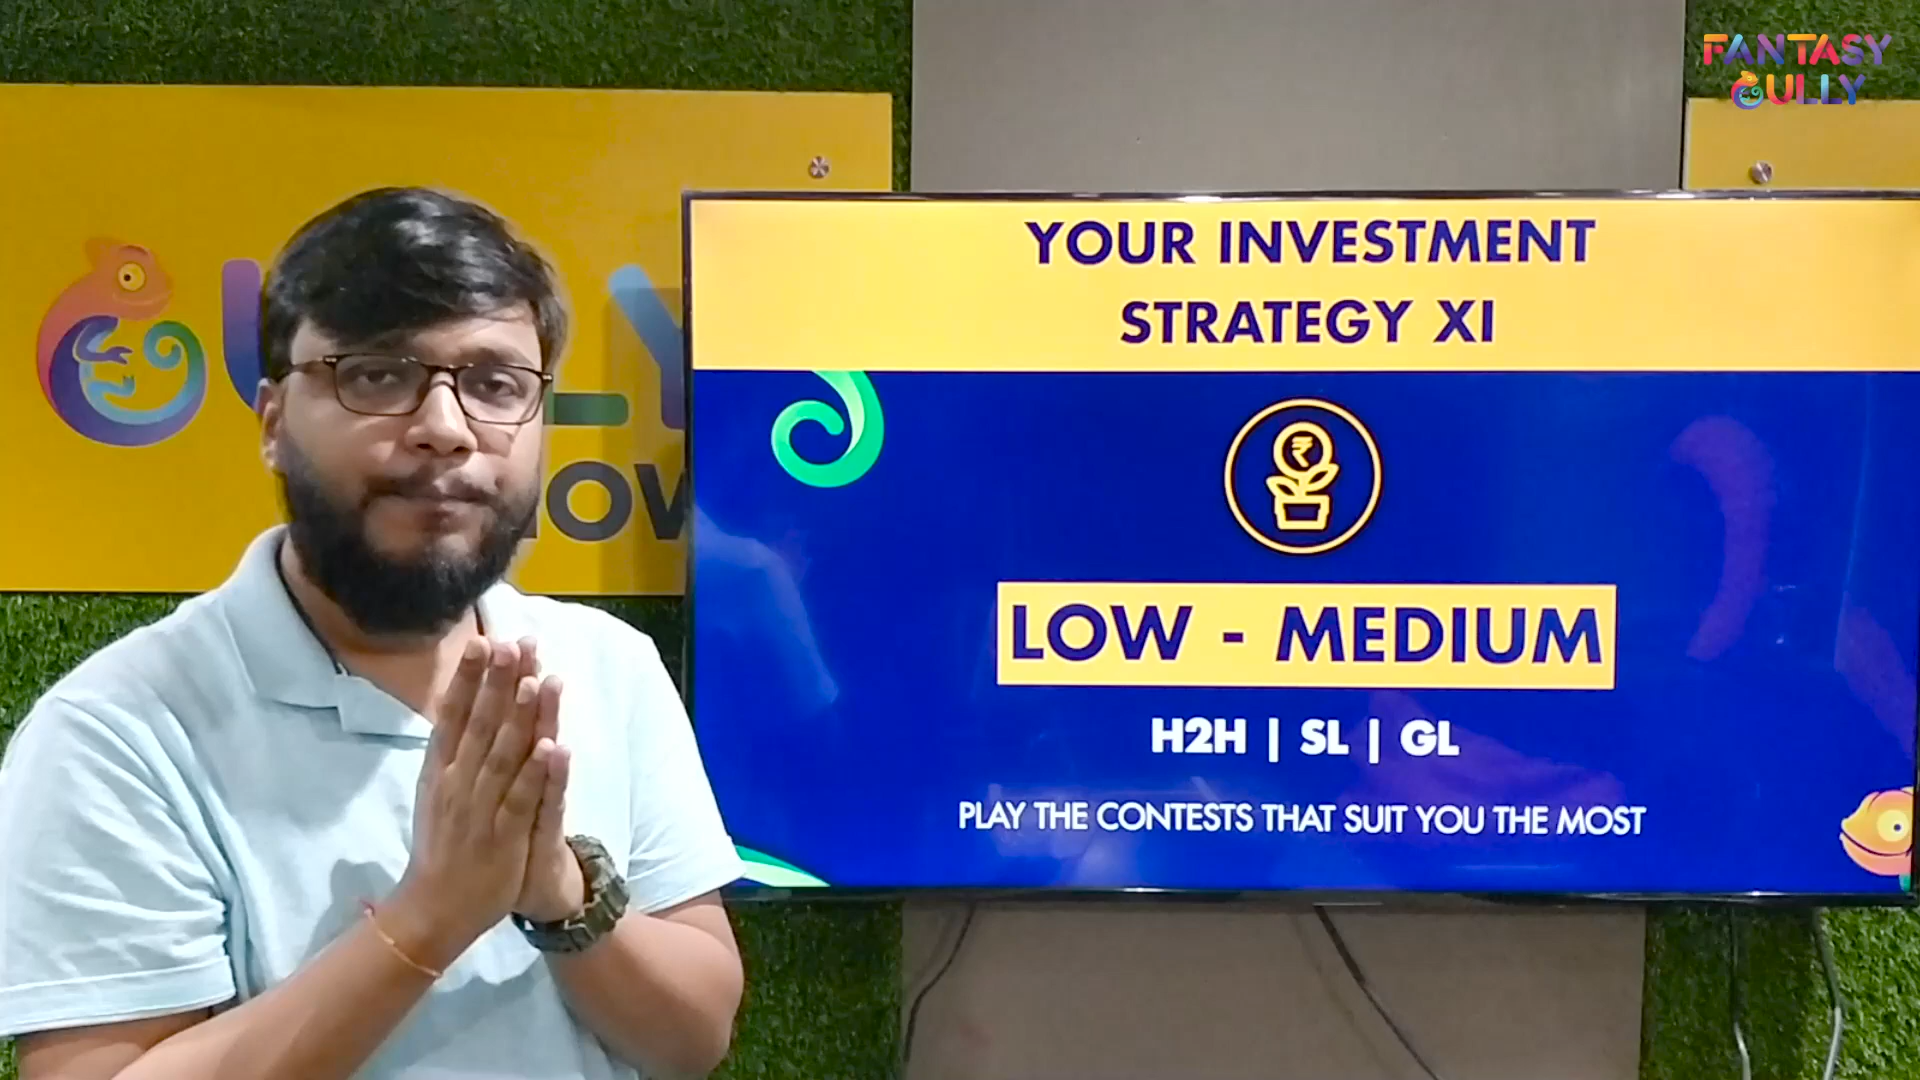 FANTASY
GULLY
YOUR INVESTMENT
STRATEGY XI
₹
LOW - MEDIUM
H2H | SL | GL
PLAY THE CONTESTS THAT SUIT YOU THE MOST